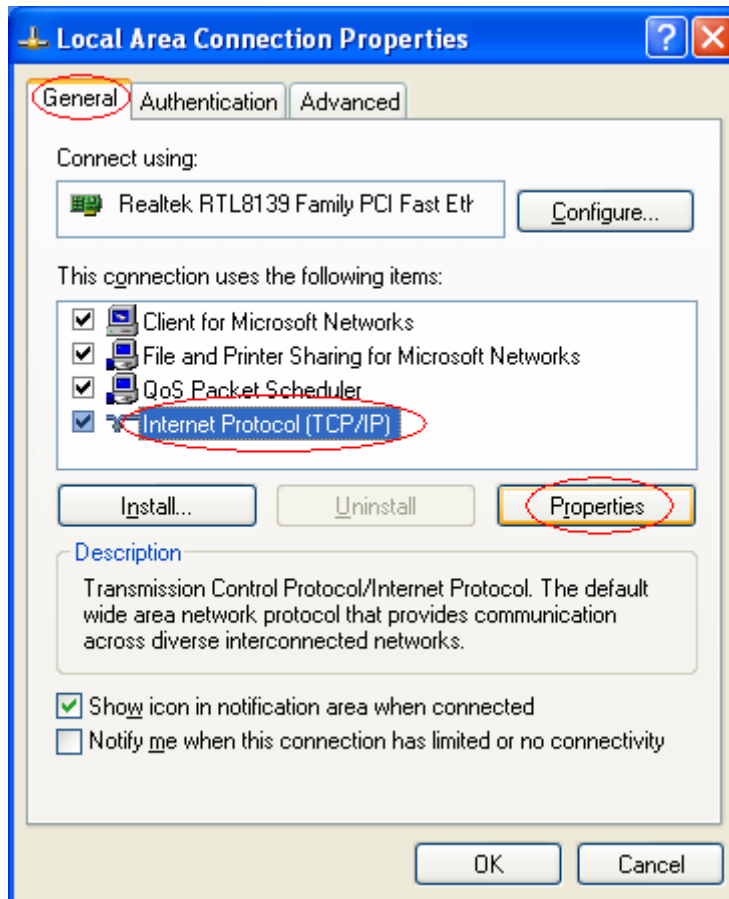 Local Area Connection Properties
General Authentication Advanced
Connect using:
Realtek RTL8139 Family PCI Fast Eth
Configure...
This connection uses the following items:
Client for Microsoft Networks
File and Printer Sharing for Microsoft Networks
QoS Packet Scheduler
Internet Protocol (TCP/IP)
Install... Uninstall Properties
Description
Transmission Control Protocol/Internet Protocol. The default
wide area network protocol that provides communication
across diverse interconnected networks.
Show icon in notification area when connected
Notify me when this connection has limited or no connectivity
OK Cancel